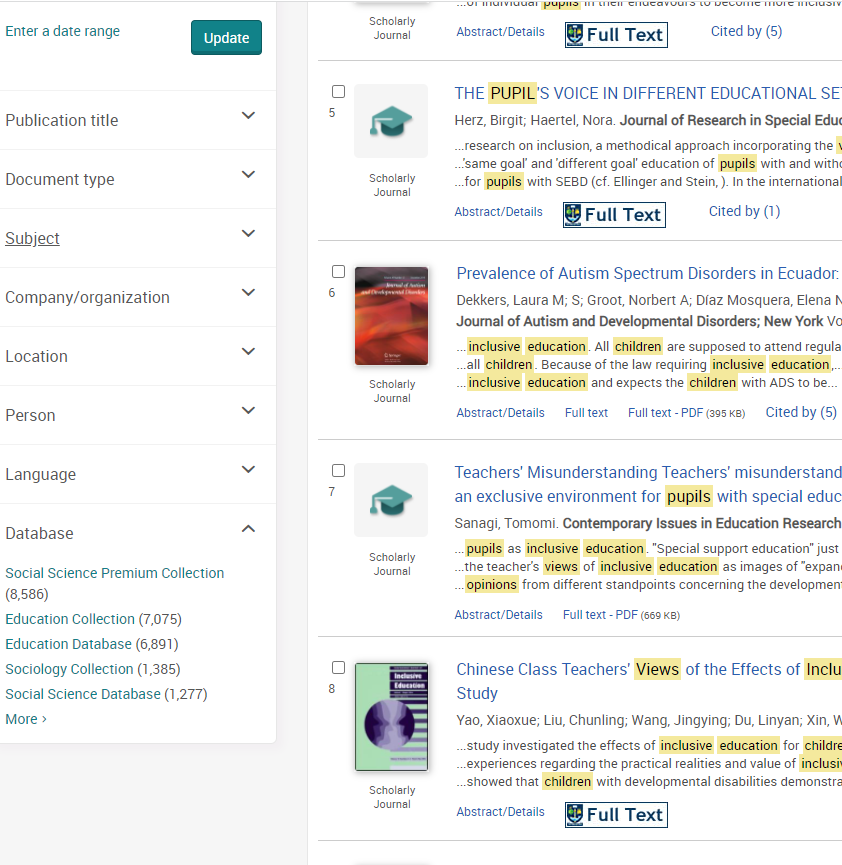 Enter a date range
Update
Publication title
Document type
Subject
Company/organization
Location
Person
Language
Database
Social Science Premium Collection
(8,586)
Education Collection (7,075)
Education Database (6,891)
Sociology Collection (1,385)
Social Science Database (1,277)
More ›
...of individual pupils in their endeavours to become more inclusiv
Scholarly
Journal
Abstract/Details Full Text Cited by (5)
5
THE PUPIL'S VOICE IN DIFFERENT EDUCATIONAL SE
Herz, Birgit; Haertel, Nora. Journal of Research in Special Educ
...research on inclusion, a methodical approach incorporating the v
...'same goal' and 'different goal' education of pupils with and witho
...for pupils with SEBD (cf. Ellinger and Stein, ). In the international
Scholarly
Journal
Abstract/Details Full Text Cited by (1)
6
Journal of Autism
and Developmental Disorders
Prevalence of Autism Spectrum Disorders in Ecuador:
Dekkers, Laura M; S; Groot, Norbert A; Díaz Mosquera, Elena N
Journal of Autism and Developmental Disorders; New York Vo
...inclusive education. All children are supposed to attend regula
...all children. Because of the law requiring inclusive education,...
...inclusive education and expects the children with ADS to be...
Scholarly
Journal
Abstract/Details Full text Full text - PDF (395 KB) Cited by (5)
7
Teachers' Misunderstanding Teachers' misunderstand
an exclusive environment for pupils with special educ
Sanagi, Tomomi. Contemporary Issues in Education Research
...pupils as inclusive education. "Special support education" just
...the teacher's views of inclusive education as images of "expan
...opinions from different standpoints concerning the developmen
Scholarly
Journal
Abstract/Details Full text - PDF (669 KB)
8
Inclusive
Education
Chinese Class Teachers' Views of the Effects of Inclu
Study
Yao, Xiaoxue; Liu, Chunling; Wang, Jingying; Du, Linyan; Xin, W
...study investigated the effects of inclusive education for childre
...experiences regarding the practical realities and value of inclusiv
...showed that children with developmental disabilities demonstra
Scholarly
Journal
Abstract/Details Full Text